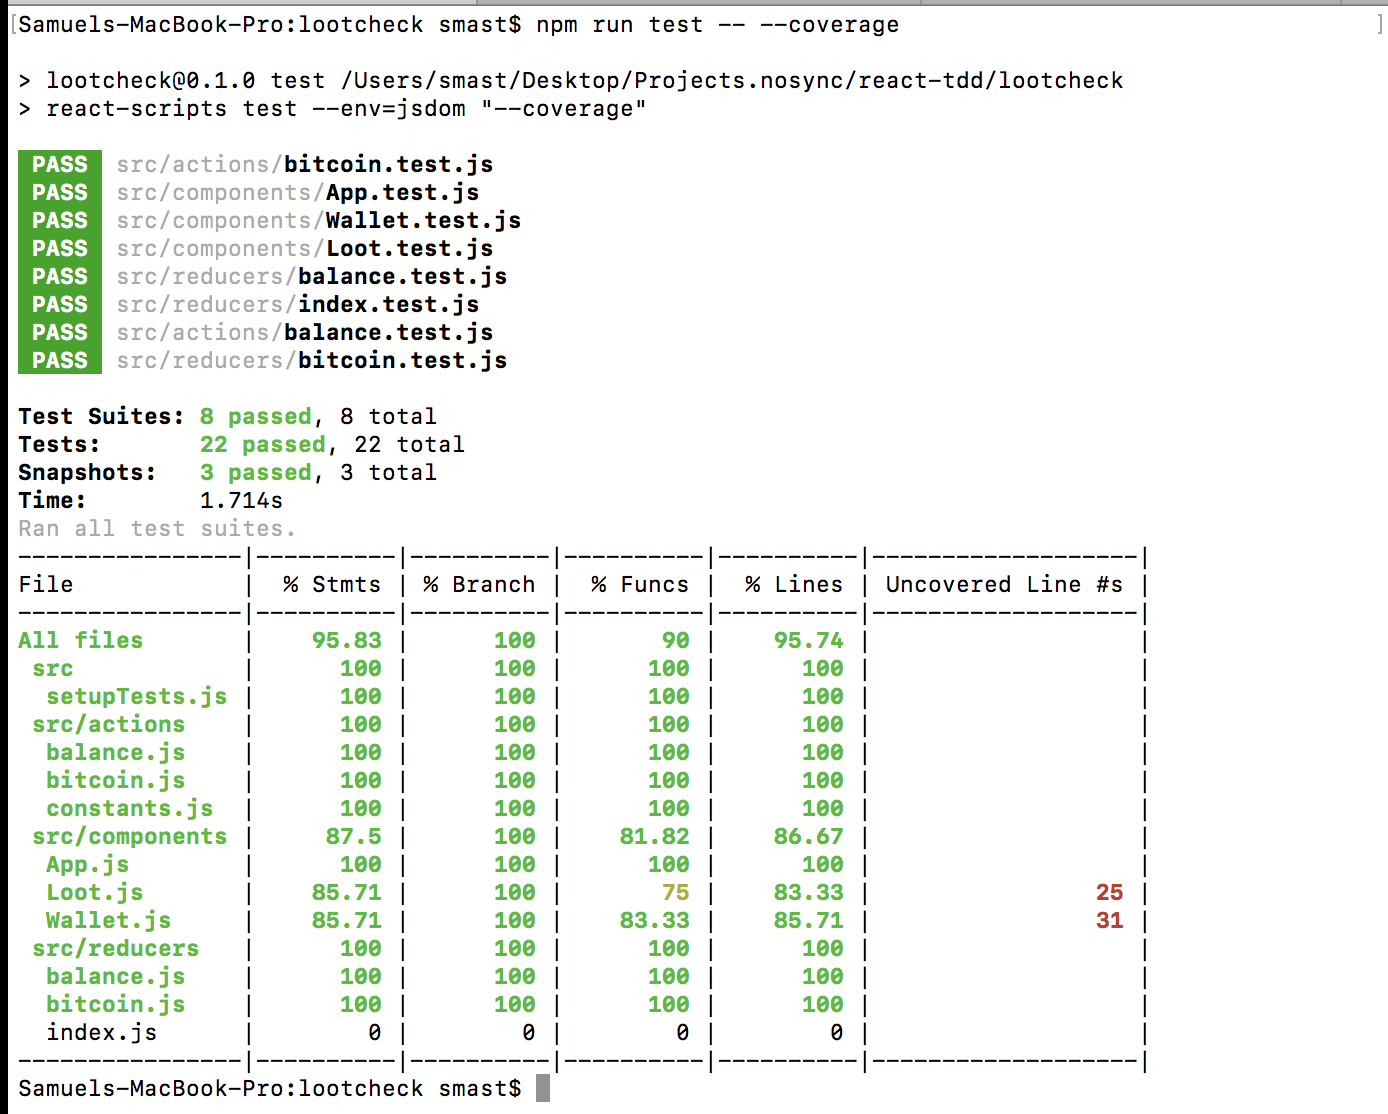 [Samuels-MacBook-Pro:lootcheck smast$ npm run test -- --coverage ]

> lootcheck@0.1.0 test /Users/smast/Desktop/Projects.nosync/react-tdd/lootcheck
> react-scripts test --env=jsdom "--coverage"

PASS src/actions/bitcoin.test.js
PASS src/components/App.test.js
PASS src/components/Wallet.test.js
PASS src/components/Loot.test.js
PASS src/reducers/balance.test.js
PASS src/reducers/index.test.js
PASS src/actions/balance.test.js
PASS src/reducers/bitcoin.test.js

Test Suites: 8 passed, 8 total
Tests:       22 passed, 22 total
Snapshots:   3 passed, 3 total
Time:        1.714s
Ran all test suites.
----------------|----------|----------|----------|----------|-------------------|
File            |  % Stmts | % Branch |  % Funcs |  % Lines | Uncovered Line #s |
----------------|----------|----------|----------|----------|-------------------|
All files       |    95.83 |      100 |       90 |    95.74 |                   |
 src            |      100 |      100 |      100 |      100 |                   |
  setupTests.js |      100 |      100 |      100 |      100 |                   |
 src/actions    |      100 |      100 |      100 |      100 |                   |
  balance.js    |      100 |      100 |      100 |      100 |                   |
  bitcoin.js    |      100 |      100 |      100 |      100 |                   |
  constants.js  |      100 |      100 |      100 |      100 |                   |
 src/components |     87.5 |      100 |    81.82 |    86.67 |                   |
  App.js        |      100 |      100 |      100 |      100 |                   |
  Loot.js       |    85.71 |      100 |       75 |    83.33 |                25 |
  Wallet.js     |    85.71 |      100 |    83.33 |    85.71 |                31 |
 src/reducers   |      100 |      100 |      100 |      100 |                   |
  balance.js    |      100 |      100 |      100 |      100 |                   |
  bitcoin.js    |      100 |      100 |      100 |      100 |                   |
  index.js      |        0 |        0 |        0 |        0 |                   |
----------------|----------|----------|----------|----------|-------------------|
Samuels-MacBook-Pro:lootcheck smast$